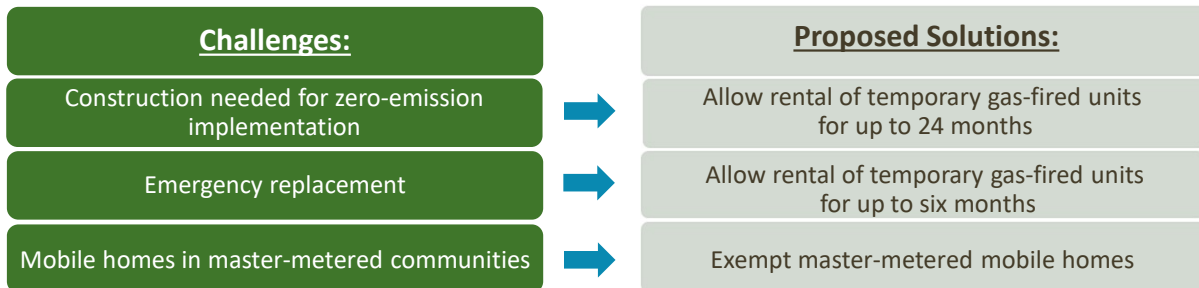 Challenges:
Proposed Solutions:
Construction needed for zero-emission
implementation
Allow rental of temporary gas-fired units
for up to 24 months
Emergency replacement
Allow rental of temporary gas-fired units
for up to six months
Mobile homes in master-metered communities
Exempt master-metered mobile homes